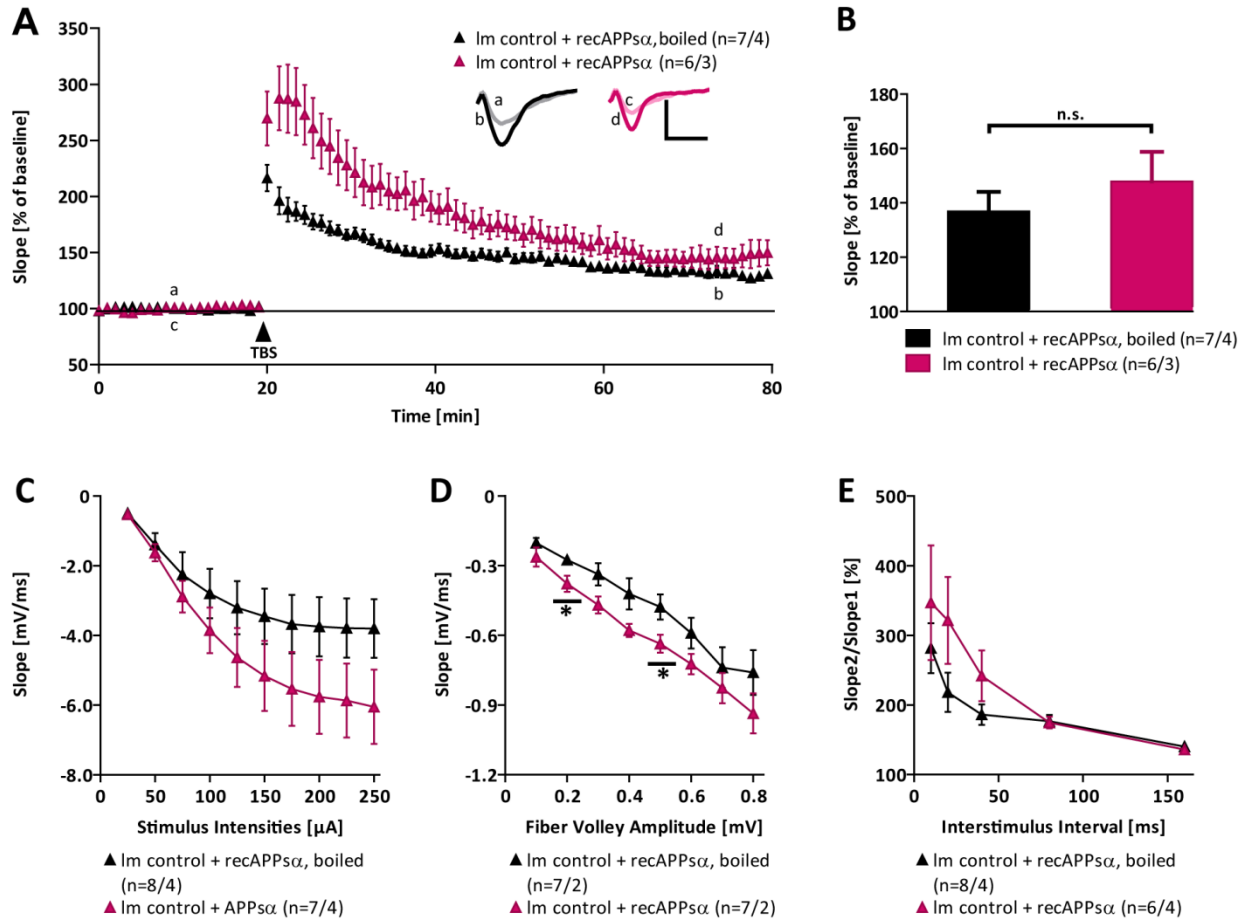 A
Slope [% of baseline]
350
300
250
200
150
100
50
lm control + recAPPsα, boiled (n=7/4)
lm control + recAPPsα (n=6/3)
a
b
c
d
a
c
d
b
TBS
0
20
40
60
80
Time [min]
B
Slope [% of baseline]
180
160
140
120
100
n.s.
lm control + recAPPsα, boiled (n=7/4)
lm control + recAPPsα (n=6/3)
C
Slope [mV/ms]
0
-2.0
-4.0
-6.0
-8.0
0
50
100
150
200
250
Stimulus Intensities [µA]
lm control + recAPPsα, boiled
(n=8/4)
lm control + APPsα (n=7/4)
D
Slope [mV/ms]
0
-0.3
-0.6
-0.9
-1.2
*
*
0.2
0.4
0.6
0.8
Fiber Volley Amplitude [mV]
lm control + recAPPsα, boiled
(n=7/2)
lm control + recAPPsα (n=7/2)
E
Slope2/Slope1 [%]
500
400
300
200
100
0
50
100
150
Interstimulus Interval [ms]
lm control + recAPPsα, boiled
(n=8/4)
lm control + recAPPsα (n=6/4)